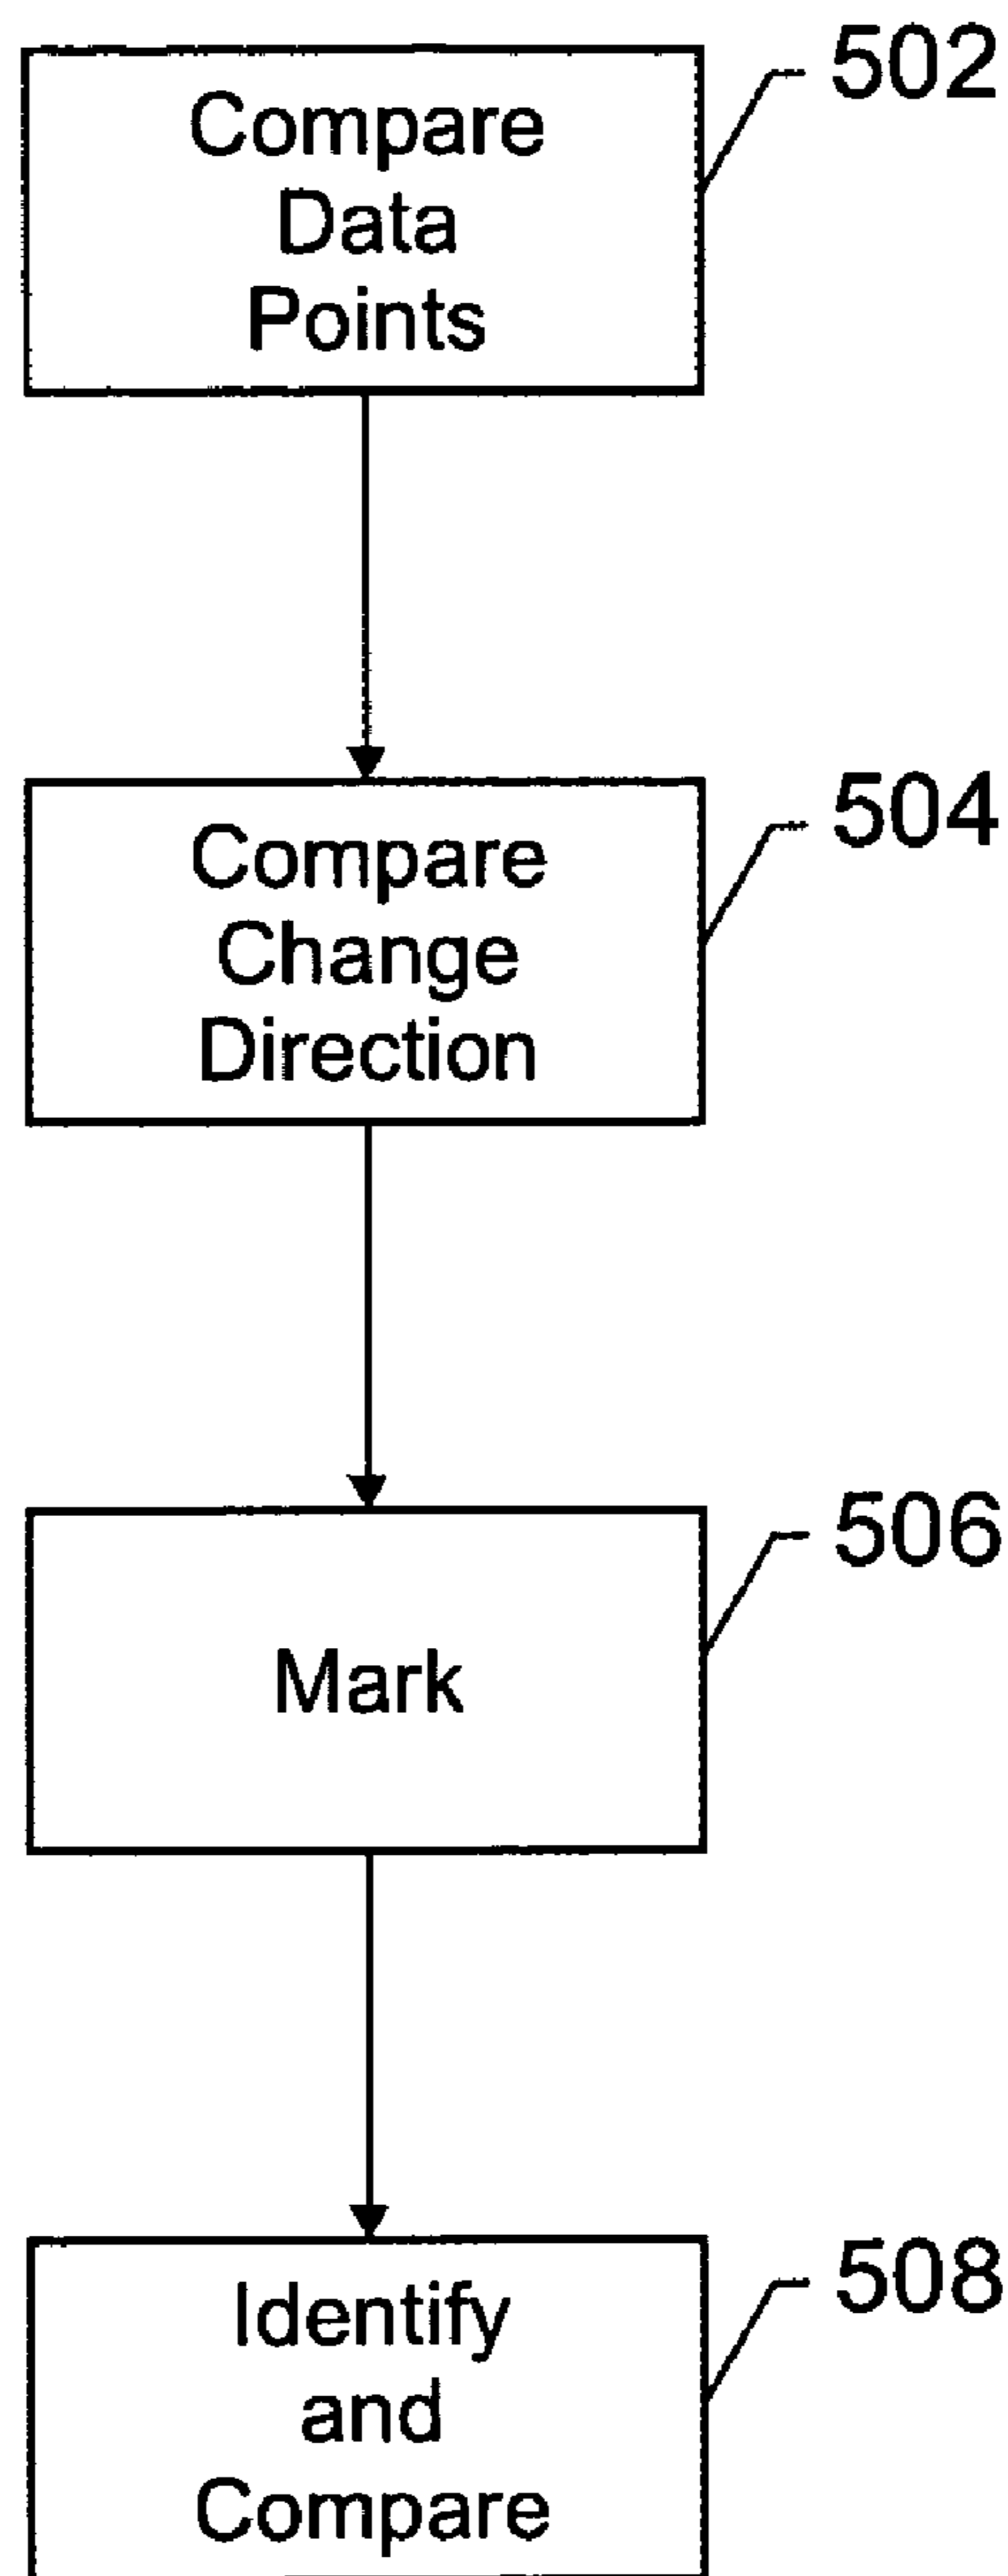 Compare
Data
Points
502
Compare
Change
Direction
504
Mark
506
Identify
and
Compare
508